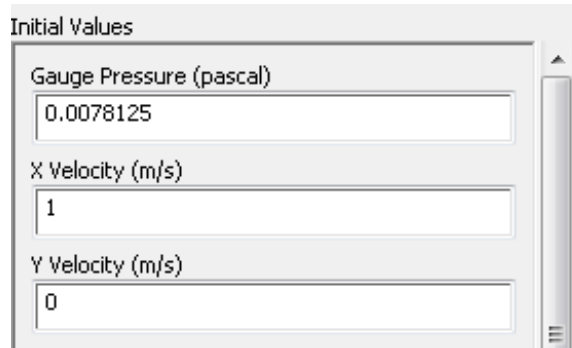 Initial Values
Gauge Pressure (pascal)
0.0078125
X Velocity (m/s)
1
Y Velocity (m/s)
0